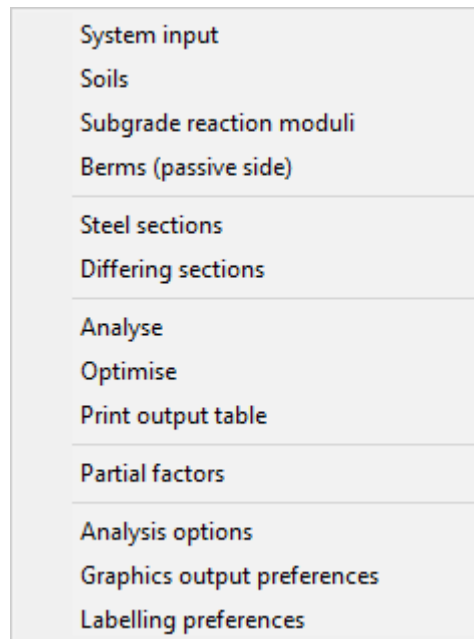 System input
Soils
Subgrade reaction moduli
Berms (passive side)
Steel sections
Differing sections
Analyse
Optimise
Print output table
Partial factors
Analysis options
Graphics output preferences
Labelling preferences